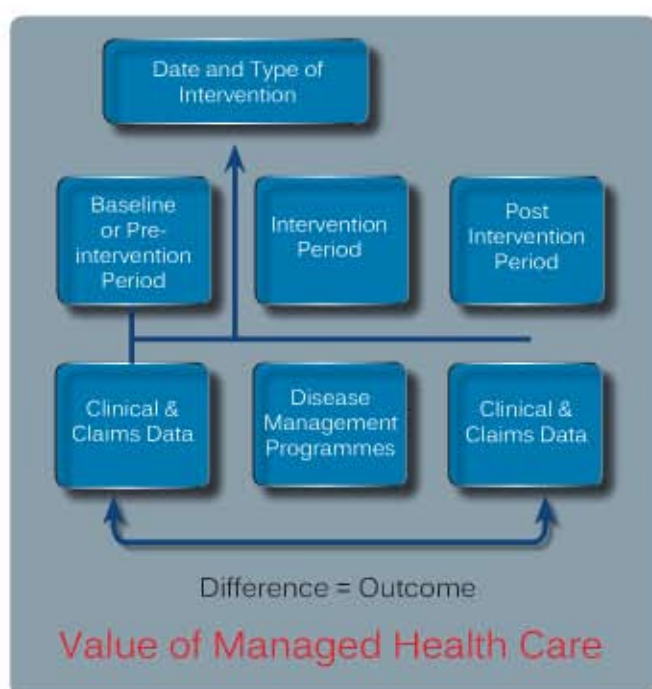 Date and Type of
Intervention
Baseline
or Pre-
intervention
Period
Intervention
Period
Post
Intervention
Period
Clinical &
Claims Data
Disease
Management
Programmes
Clinical &
Claims Data
Difference = Outcome
Value of Managed Health Care